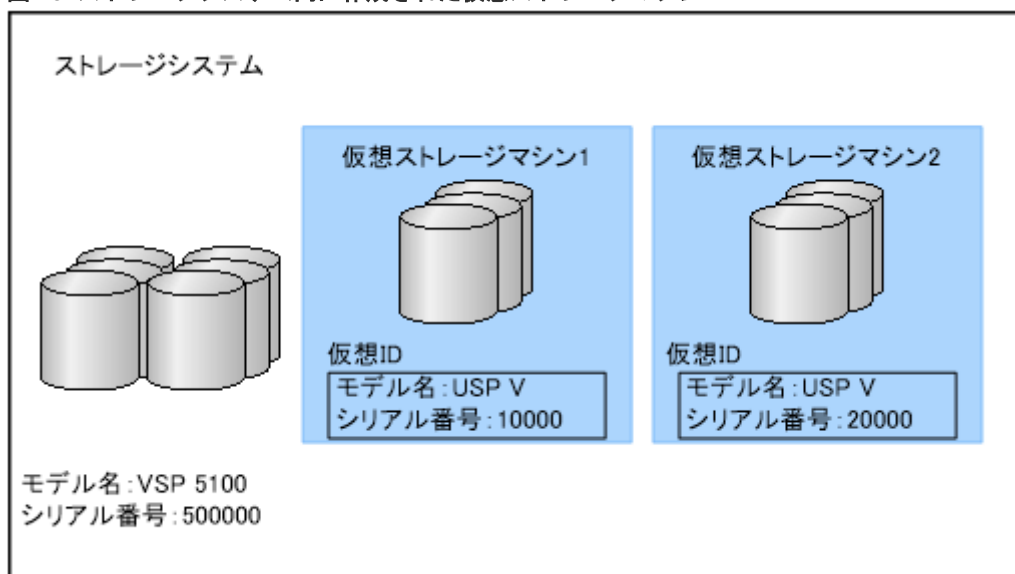 ストレージシステム
仮想ストレージマシン1
仮想ID
モデル名:USP V
シリアル番号:10000
仮想ストレージマシン2
仮想ID
モデル名:USP V
シリアル番号:20000
モデル名:VSP 5100
シリアル番号:500000